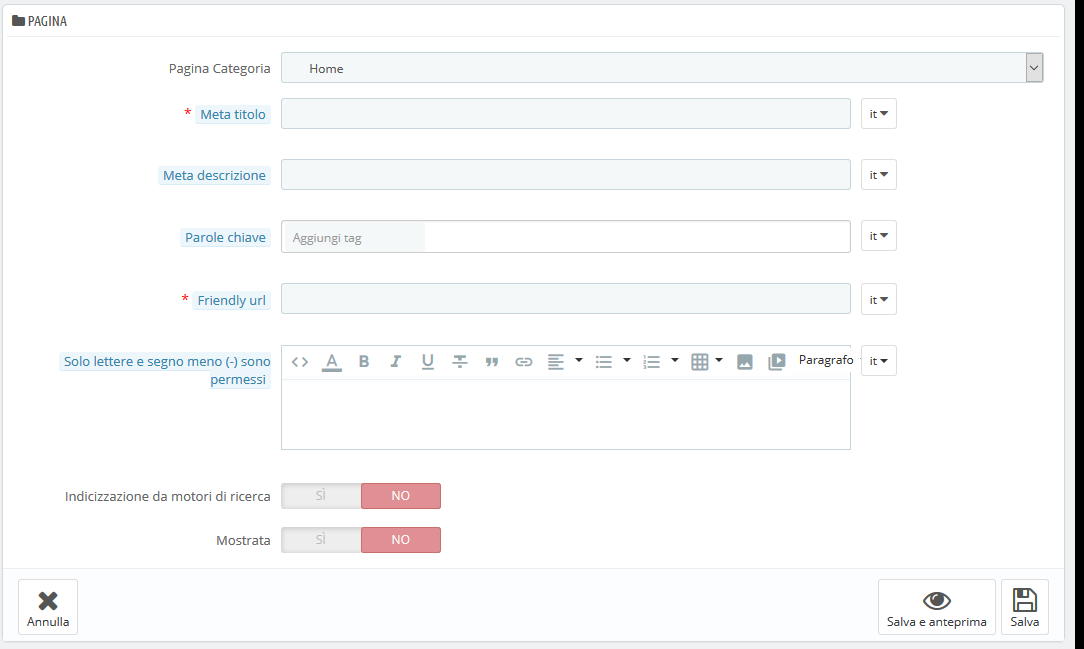 PAGINA
Pagina Categoria
Home
* Meta titolo
it
Meta descrizione
it
Parole chiave
Aggiungi tag
it
* Friendly url
it
Solo lettere e segno meno (-) sono
permessi
A B I U Paragrafo
it
Indicizzazione da motori di ricerca
SÌ NO
Mostrata
SÌ NO
Annulla
Salva e anteprima
Salva